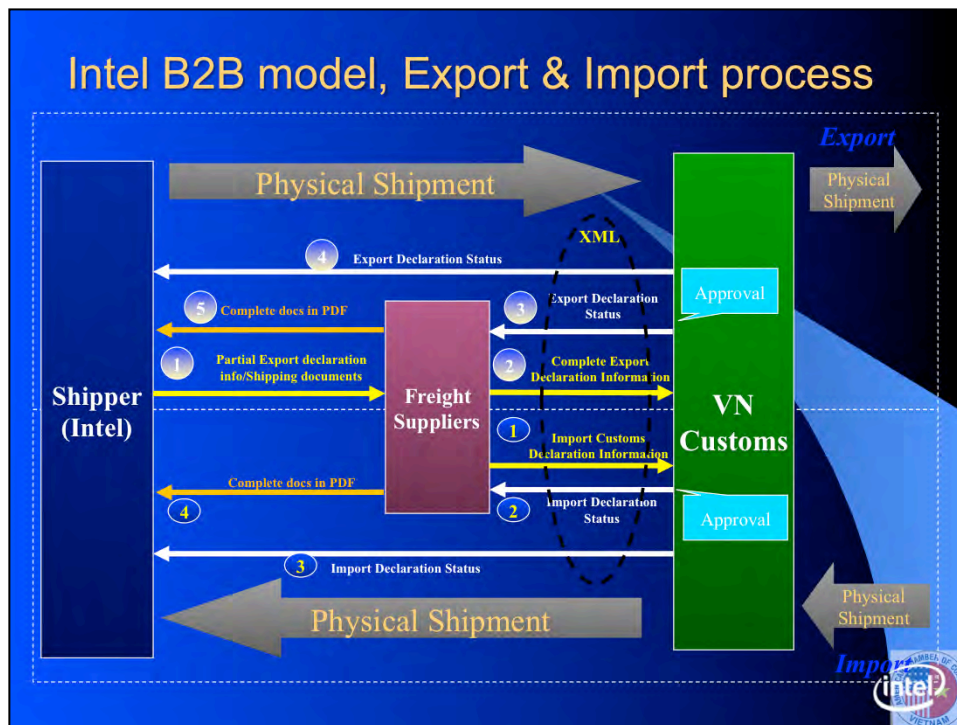 Intel B2B model, Export & Import process
Export
Physical Shipment
Physical
Shipment
XML
4
Export Declaration Status
Approval
5
Complete docs in PDF
3
Export Declaration
Status
1
Partial Export declaration
info/Shipping documents
2
Complete Export
Declaration Information
Shipper
(Intel)
Freight
Suppliers
VN
Customs
1
Import Customs
Declaration Information
Complete docs in PDF
4
2
Import Declaration
Status
Approval
3
Import Declaration Status
Physical Shipment
Physical
Shipment
Import
intel
VIETNAM